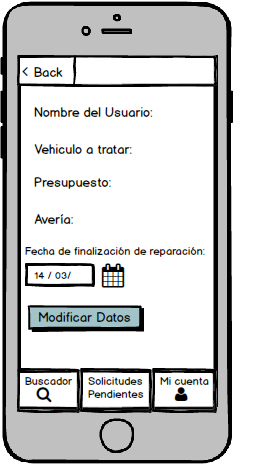 < Back
Nombre del Usuario:
Vehiculo a tratar:
Presupuesto:
Avería:
Fecha de finalización de reparación:
14 / 03/
Modificar Datos
Buscador
Solicitudes
Pendientes
Mi cuenta